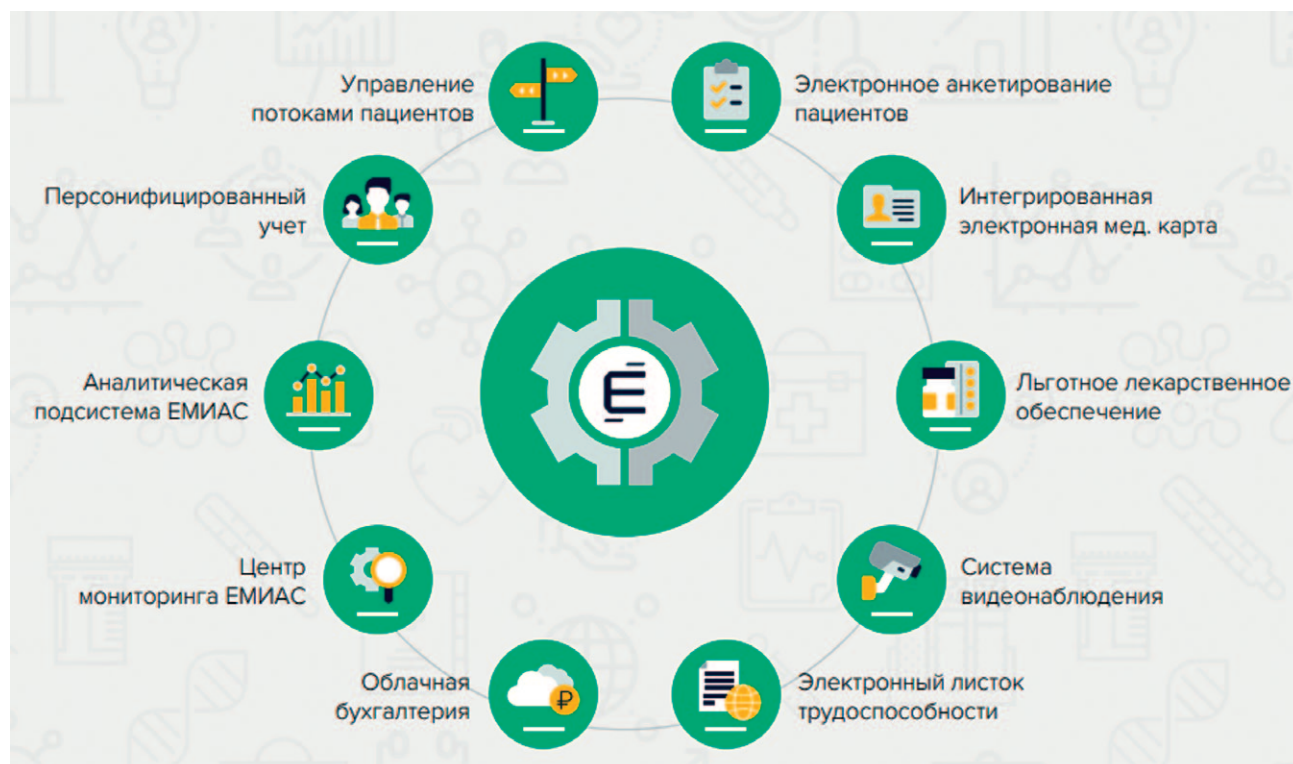 Управление
потоками пациентов
Электронное анкетирование
пациентов
Персонифицированный
учет
Интегрированная
электронная мед. карта
Аналитическая
подсистема ЕМИАС
Льготное лекарственное
обеспечение
Центр
мониторинга ЕМИАС
Система
видеонаблюдения
Облачная
бухгалтерия
Электронный листок
трудоспособности